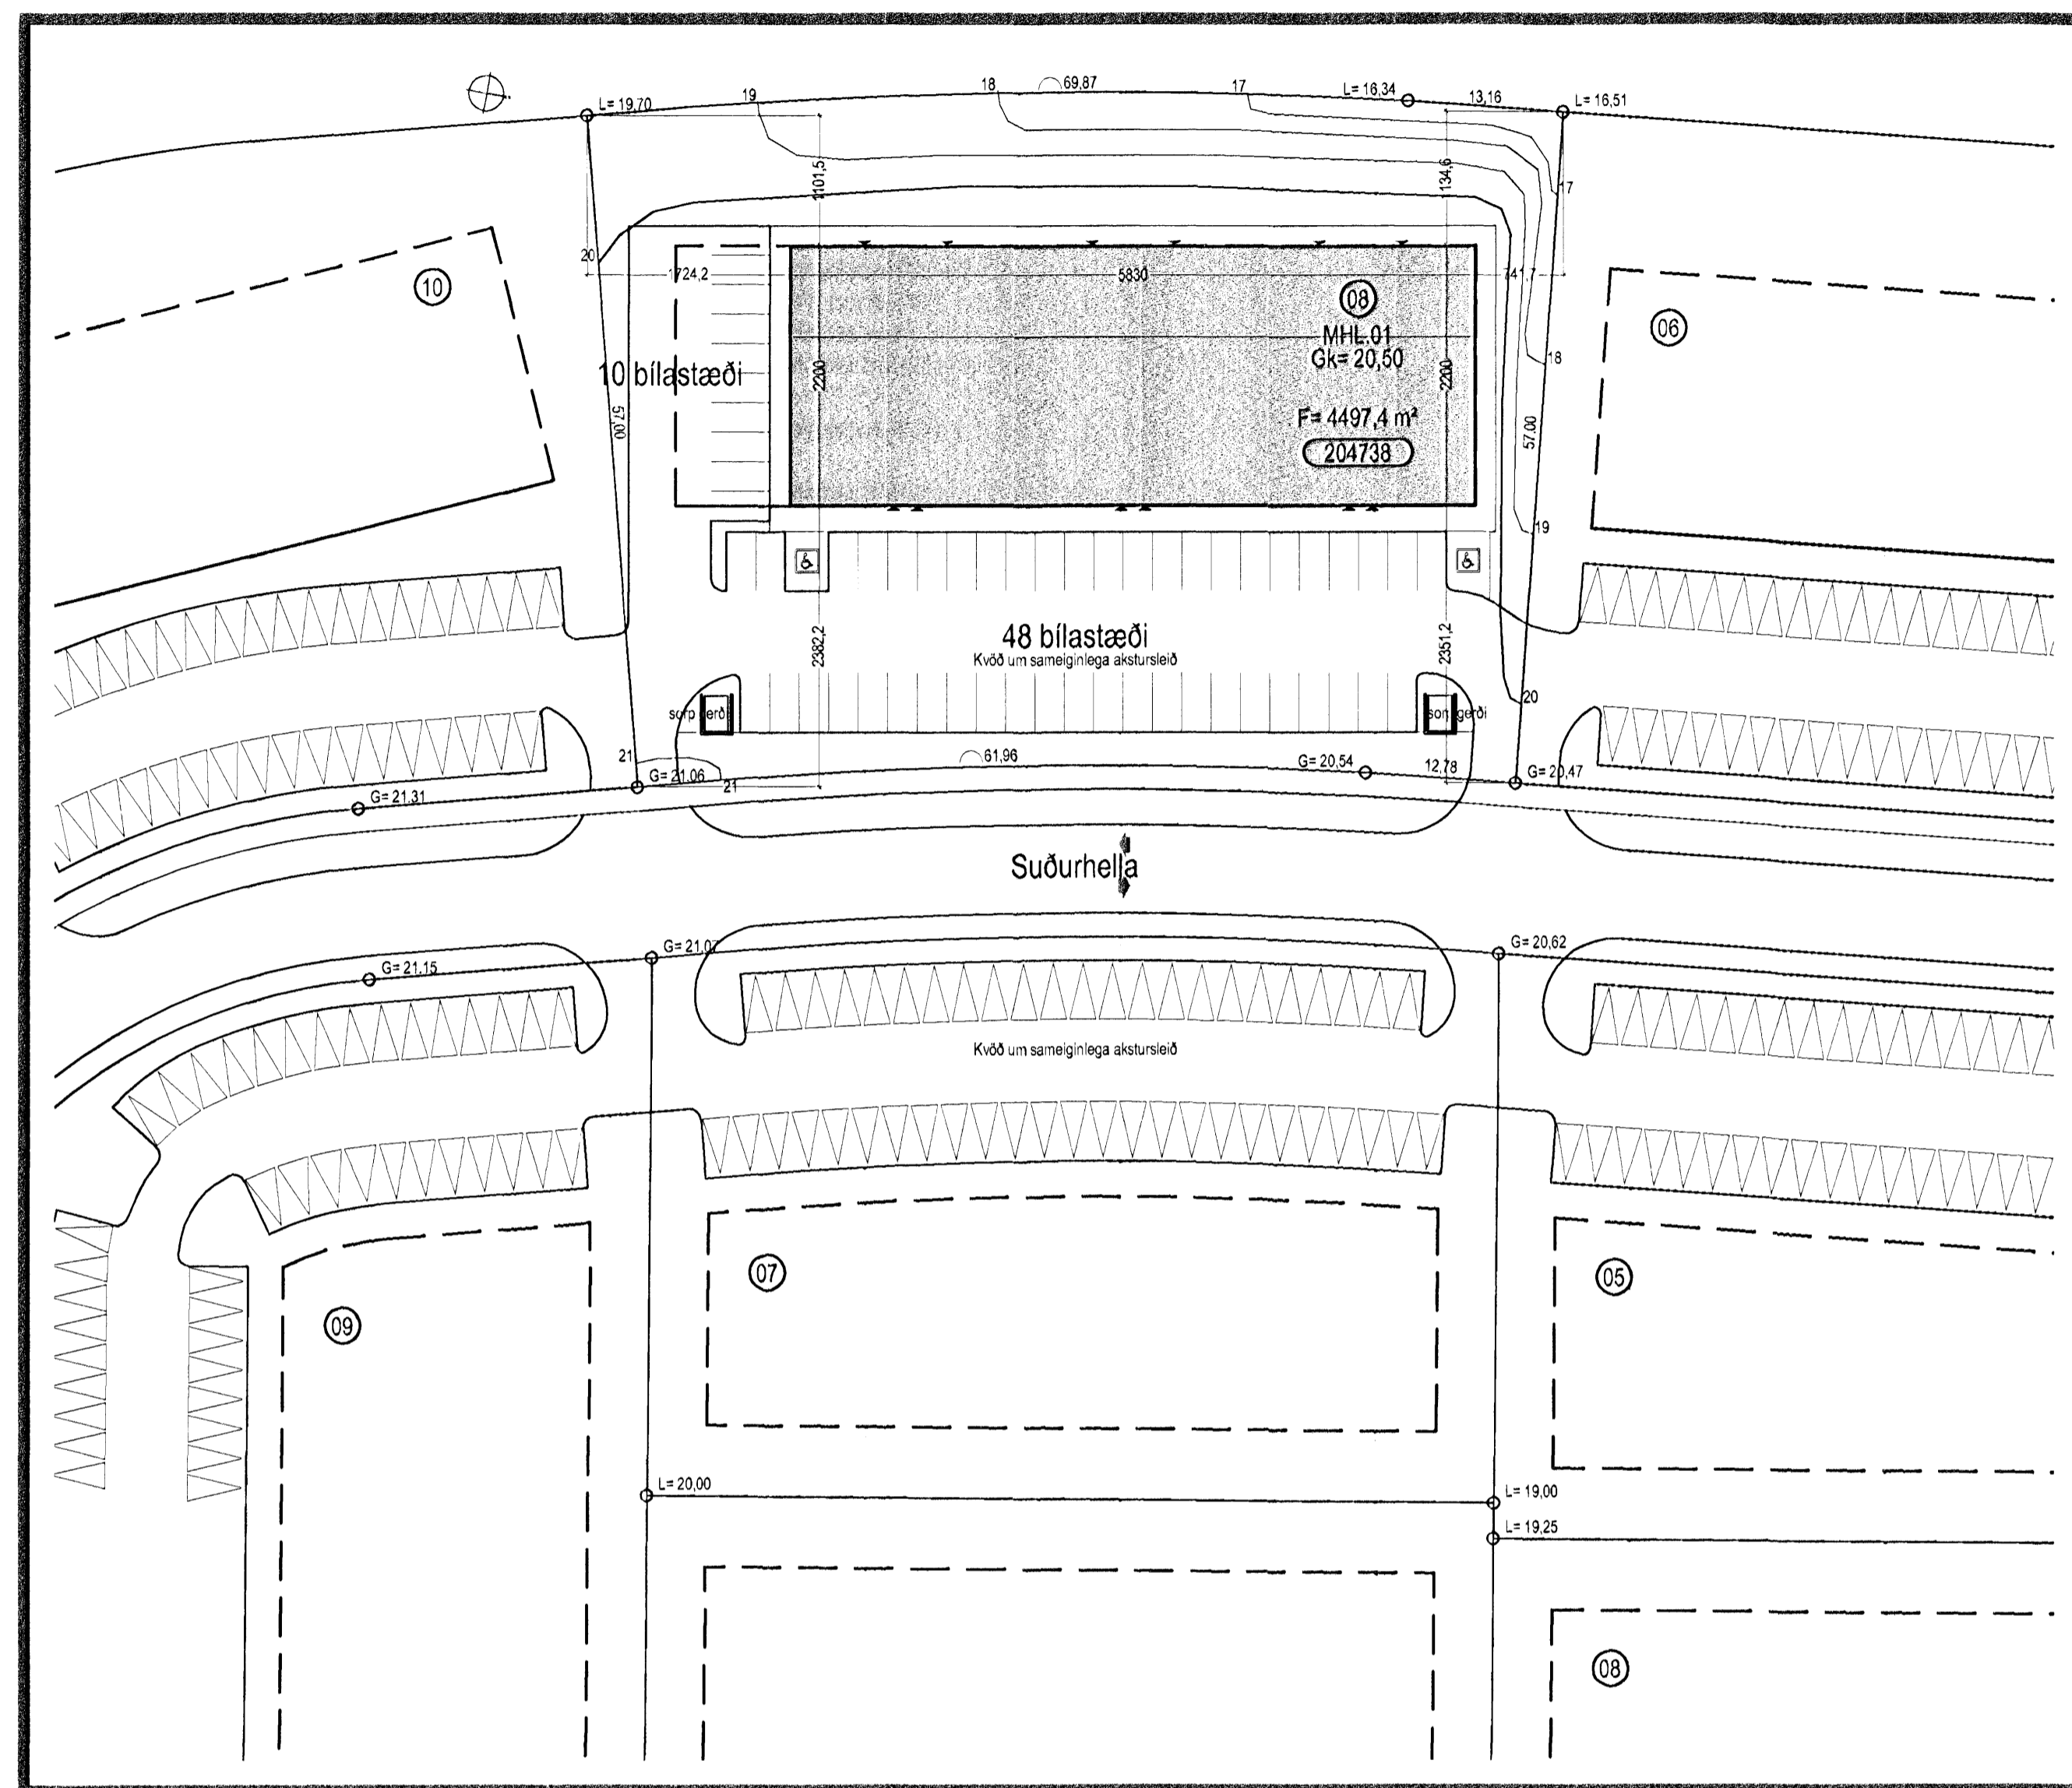 L= 19,70
19
18
69,87
17
L= 16,34
13,16
L= 16,51
1101,5
1134,6
17
20
1724,2
5830
741,7
10
08
06
MHL.01
Gk= 20,50
18
10 bílastæði
2200
2200
57,00
F= 4497,4 m²
57.00
204738
19
48 bílastæði
Kvöð um sameiginlega akstursleið
2382,2
2351,2
20
21
61,96
G= 20,54
12,78
G= 20,47
G= 21.06
21
G= 21.31
Suðurhella
G= 21.07
G= 20,62
G= 21.15
Kvöð um sameiginlega akstursleið
07
05
09
L= 20,00
L= 19,00
L= 19,25
08